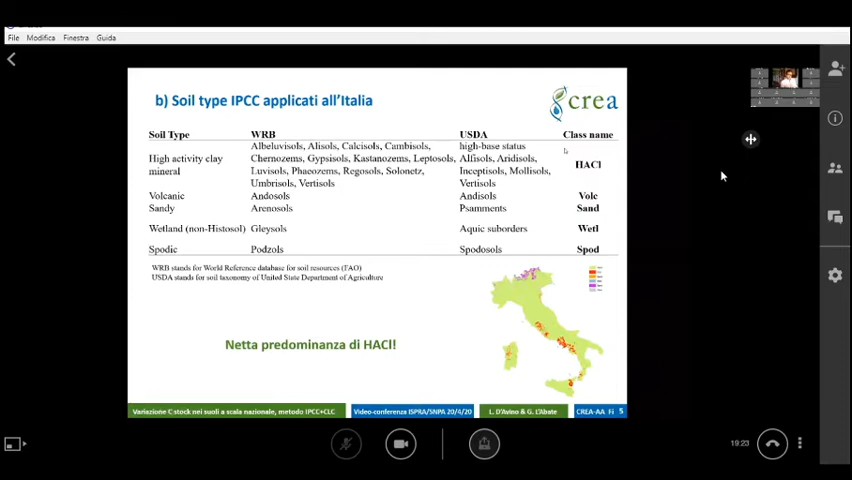 File Modifica Finestra Guida
b) Soil type IPCC applicati all'Italia
crea
Soil Type WRB USDA Class name
High activity clay mineral
Albeluvisols, Alisols, Calcisols, Cambisols,
Chernozems, Gypsisols, Kastanozems, Leptosols,
Luvisols, Phaeozems, Regosols, Solonetz,
Umbrisols, Vertisols
high-base status
Alfisols, Aridisols,
Inceptisols, Mollisols,
Vertisols
HACl
Volcanic Andosols Andisols Volc
Sandy Arenosols Psamments Sand
Wetland (non-Histosol) Gleysols Aquic suborders Wetl
Spodic Podzols Spodosols Spod
WRB stands for World Reference database for soil resources (TAO)
USDA stands for soil taxonomy of United State Department of Agriculture
Netta predominanza di HACl!
Variazione C stock nei suoli a scala nazionale, metodo IPCC+CLC Video-conferenza ISPRA/SNPA 20/4/20 L. D'Avino & G. L'Abate CREA-AA Fi 5
19:23